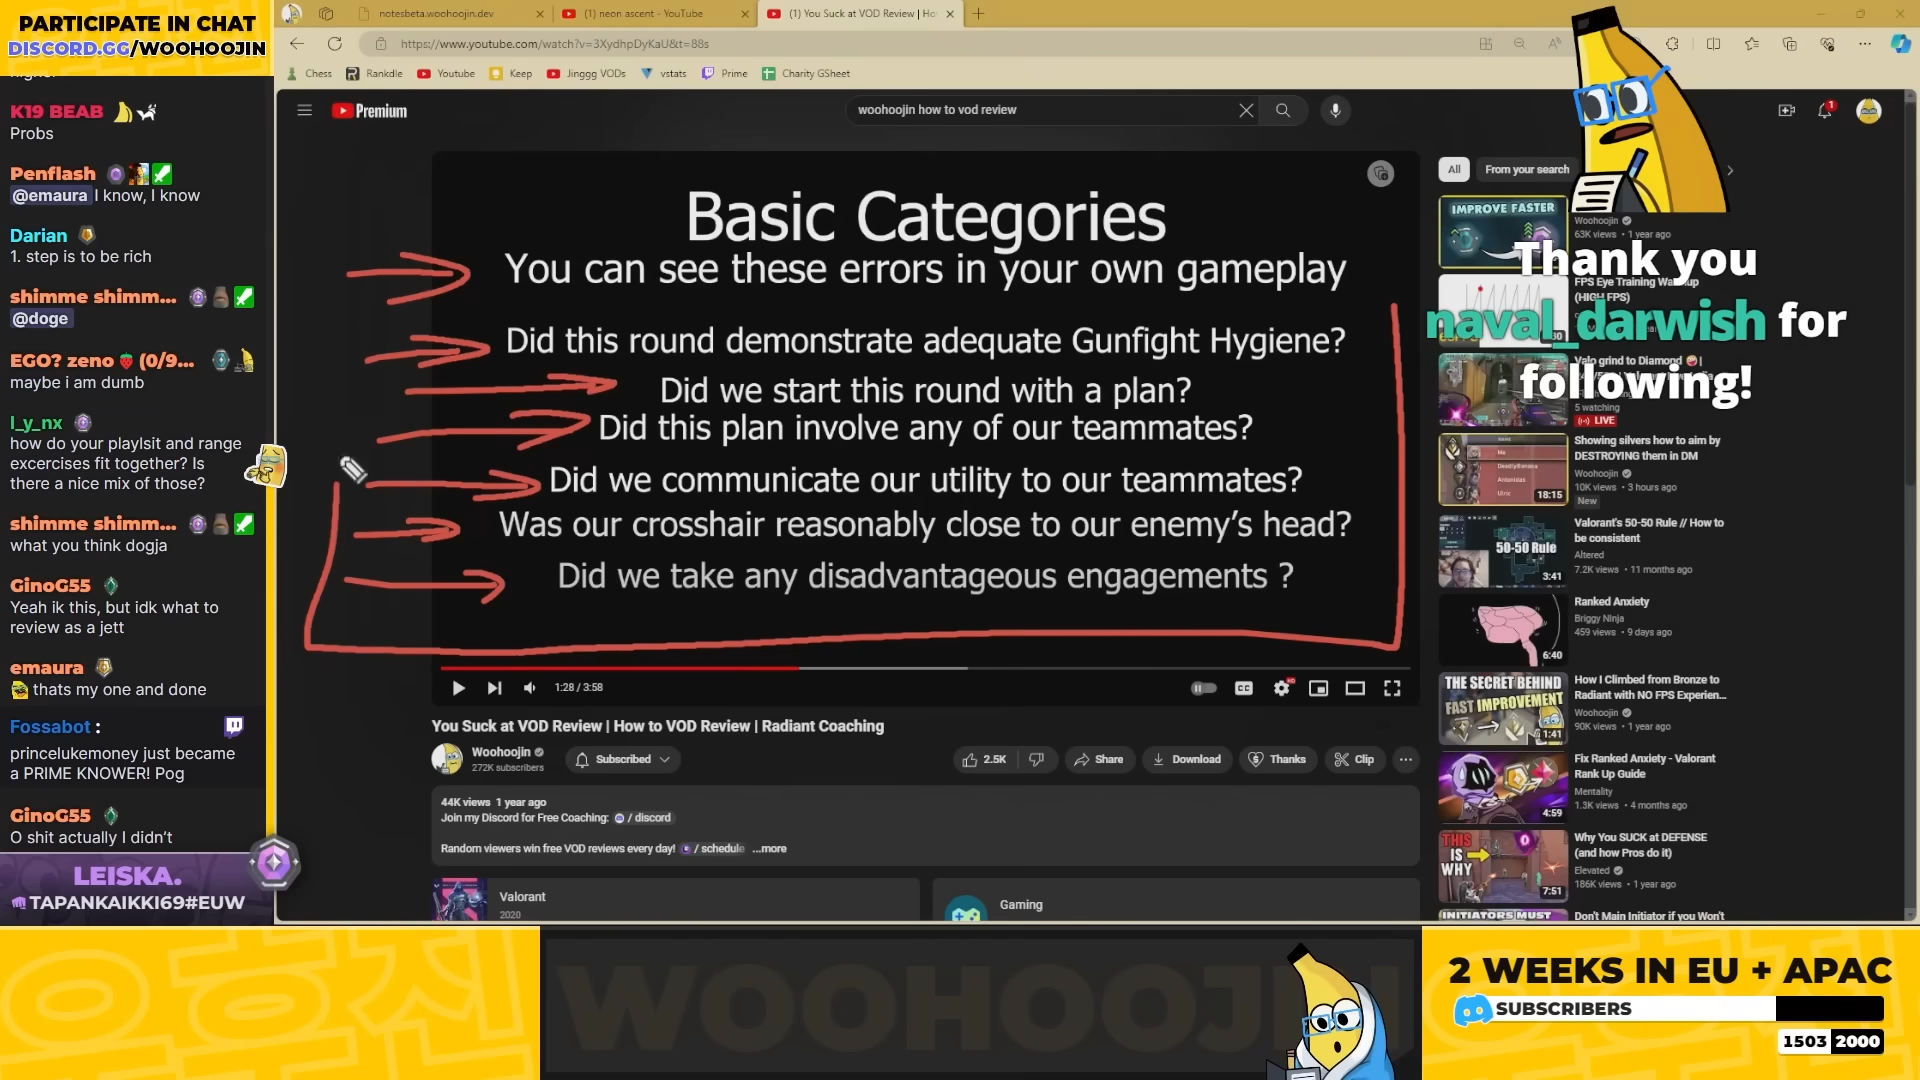 PARTICIPATE IN CHAT
DISCORD.GG/WOOHOOJIN
K19 BEAB
Probs
Penflash
@emaura I know, I know
Darian
1. step is to be rich
shimme shimm...
@doge
EGO? zeno (0/9...
maybe i am dumb
l_y_nx
how do your playlsit and range
excercises fit together? Is
there a nice mix of those?
shimme shimm...
what you think dogja
GinoG55
Yeah ik this, but idk what to
review as a jett
emaura
thats my one and done
Fossabot :
princelukemoney just became
a PRIME KNOWER! Pog
GinoG55
O shit actually I didn't
LEISKA.
TAPANKAIKKI69#EUW
notesbeta.woohoojin.dev
(1) neon ascent - YouTube
(1) You Suck at VOD Review | Ho
https://www.youtube.com/watch?v=3XydhpDyKaU&t=88s
Chess
Rankdle
Youtube
Keep
Jinggg VODs
vstats
Prime
Charity GSheet
Premium
woohoojin how to vod review
1
Basic Categories
You can see these errors in your own gameplay
Did this round demonstrate adequate Gunfight Hygiene?
Did we start this round with a plan?
Did this plan involve any of our teammates?
Did we communicate our utility to our teammates?
Was our crosshair reasonably close to our enemy's head?
Did we take any disadvantageous engagements ?
1:28 / 3:58
CC
HD
You Suck at VOD Review | How to VOD Review | Radiant Coaching
Woohoojin
272K subscribers
Subscribed
2.5K
Share
Download
Thanks
Clip
44K views 1 year ago
Join my Discord for Free Coaching: / discord
Random viewers win free VOD reviews every day! / schedule ...more
Valorant
2020
Gaming
All
From your search
IMPROVE FASTER
Woohoojin
63K views • 1 year ago
Thank you
naval_darwish for
following!
FPS Eye Training
(HIGH FPS)
Valo grind to Diamond
5 watching
LIVE
Showing silvers how to aim by
DESTROYING them in DM
Woohoojin
10K views • 3 hours ago
New
18:15
Valorant's 50-50 Rule // How to
be consistent
Altered
7.2K views • 11 months ago
50-50 Rule
3:41
Ranked Anxiety
Briggy Ninja
459 views • 9 days ago
6:40
THE SECRET BEHIND
FAST IMPROVEMENT
1:41
How I Climbed from Bronze to
Radiant with NO FPS Experien...
Woohoojin
90K views • 1 year ago
Fix Ranked Anxiety - Valorant
Rank Up Guide
Mentality
1.3K views • 4 months ago
4:59
THIS
IS
WHY
7:51
Why You SUCK at DEFENSE
(and how Pros do it)
Elevated
186K views • 1 year ago
INITIATORS MUST
Don't Main Initiator if you Won't
우후진
WOOHOOJIN
2 WEEKS IN EU + APAC
SUBSCRIBERS
1503 2000